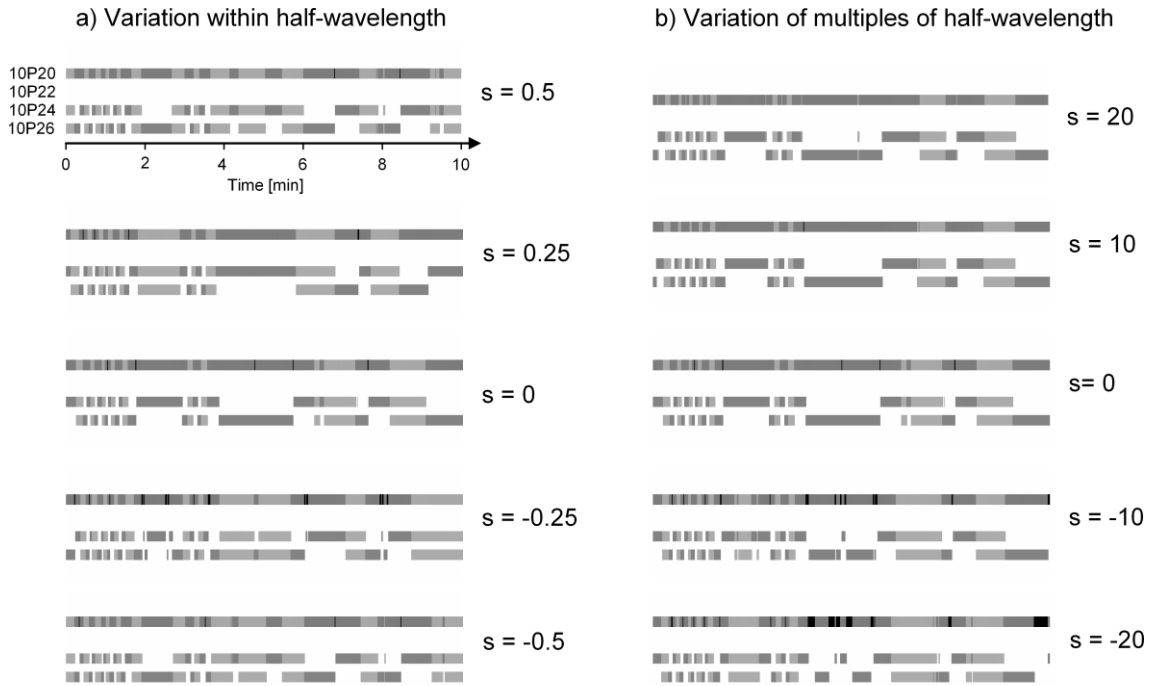 a) Variation within half-wavelength
b) Variation of multiples of half-wavelength
10P20
10P22
10P24
10P26
s = 0.5
0 2 4 6 8 10
Time [min]
s = 0.25
s = 0
s = -0.25
s = -0.5
s = 20
s = 10
s= 0
s = -10
s = -20